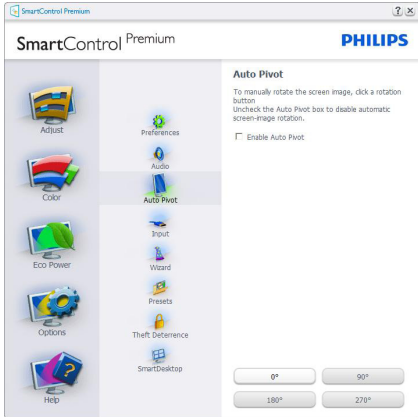 SmartControl Premium
SmartControl Premium
PHILIPS
Adjust
Color
Eco Power
Options
Help
Preferences
Audio
Auto Pivot
Input
Wizard
Presets
Theft Deterrence
SmartDesktop
Auto Pivot
To manually rotate the screen image, click a rotation
button
Uncheck the Auto Pivot box to disable automatic
screen-image rotation.
Enable Auto Pivot
0°
90°
180°
270°